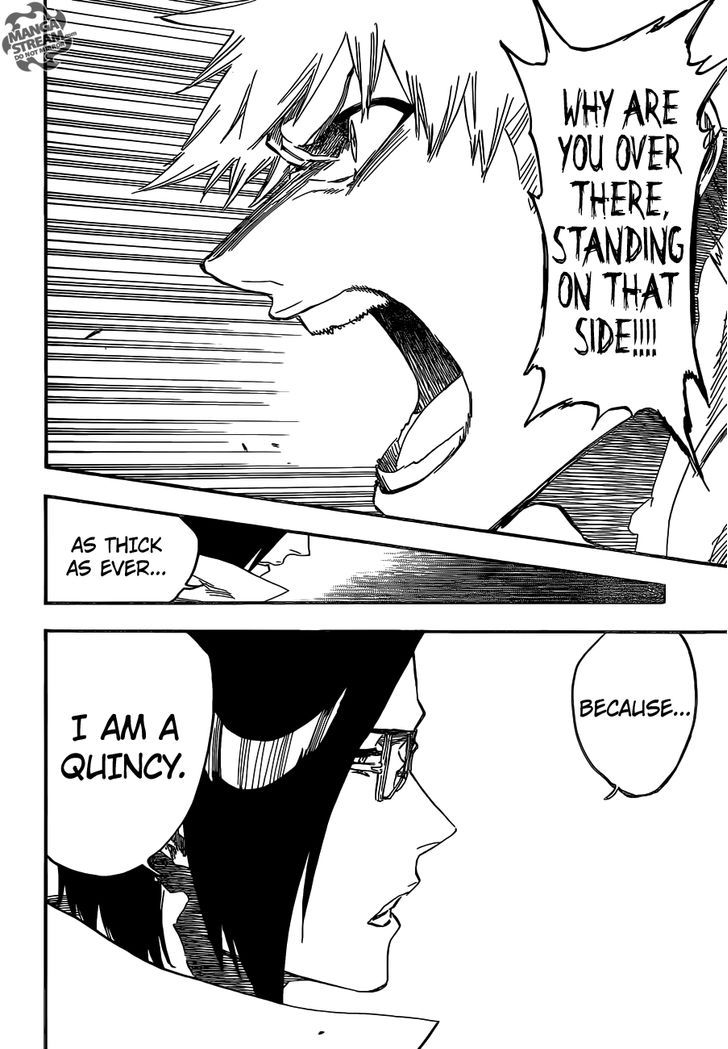 MANGA
STREAM
DO NOT MIRROR
WHY ARE
YOU OVER
THERE,
STANDING
ON THAT
SIDE!!!!
AS THICK
AS EVER...
BECAUSE...
I AM A
QUINCY.